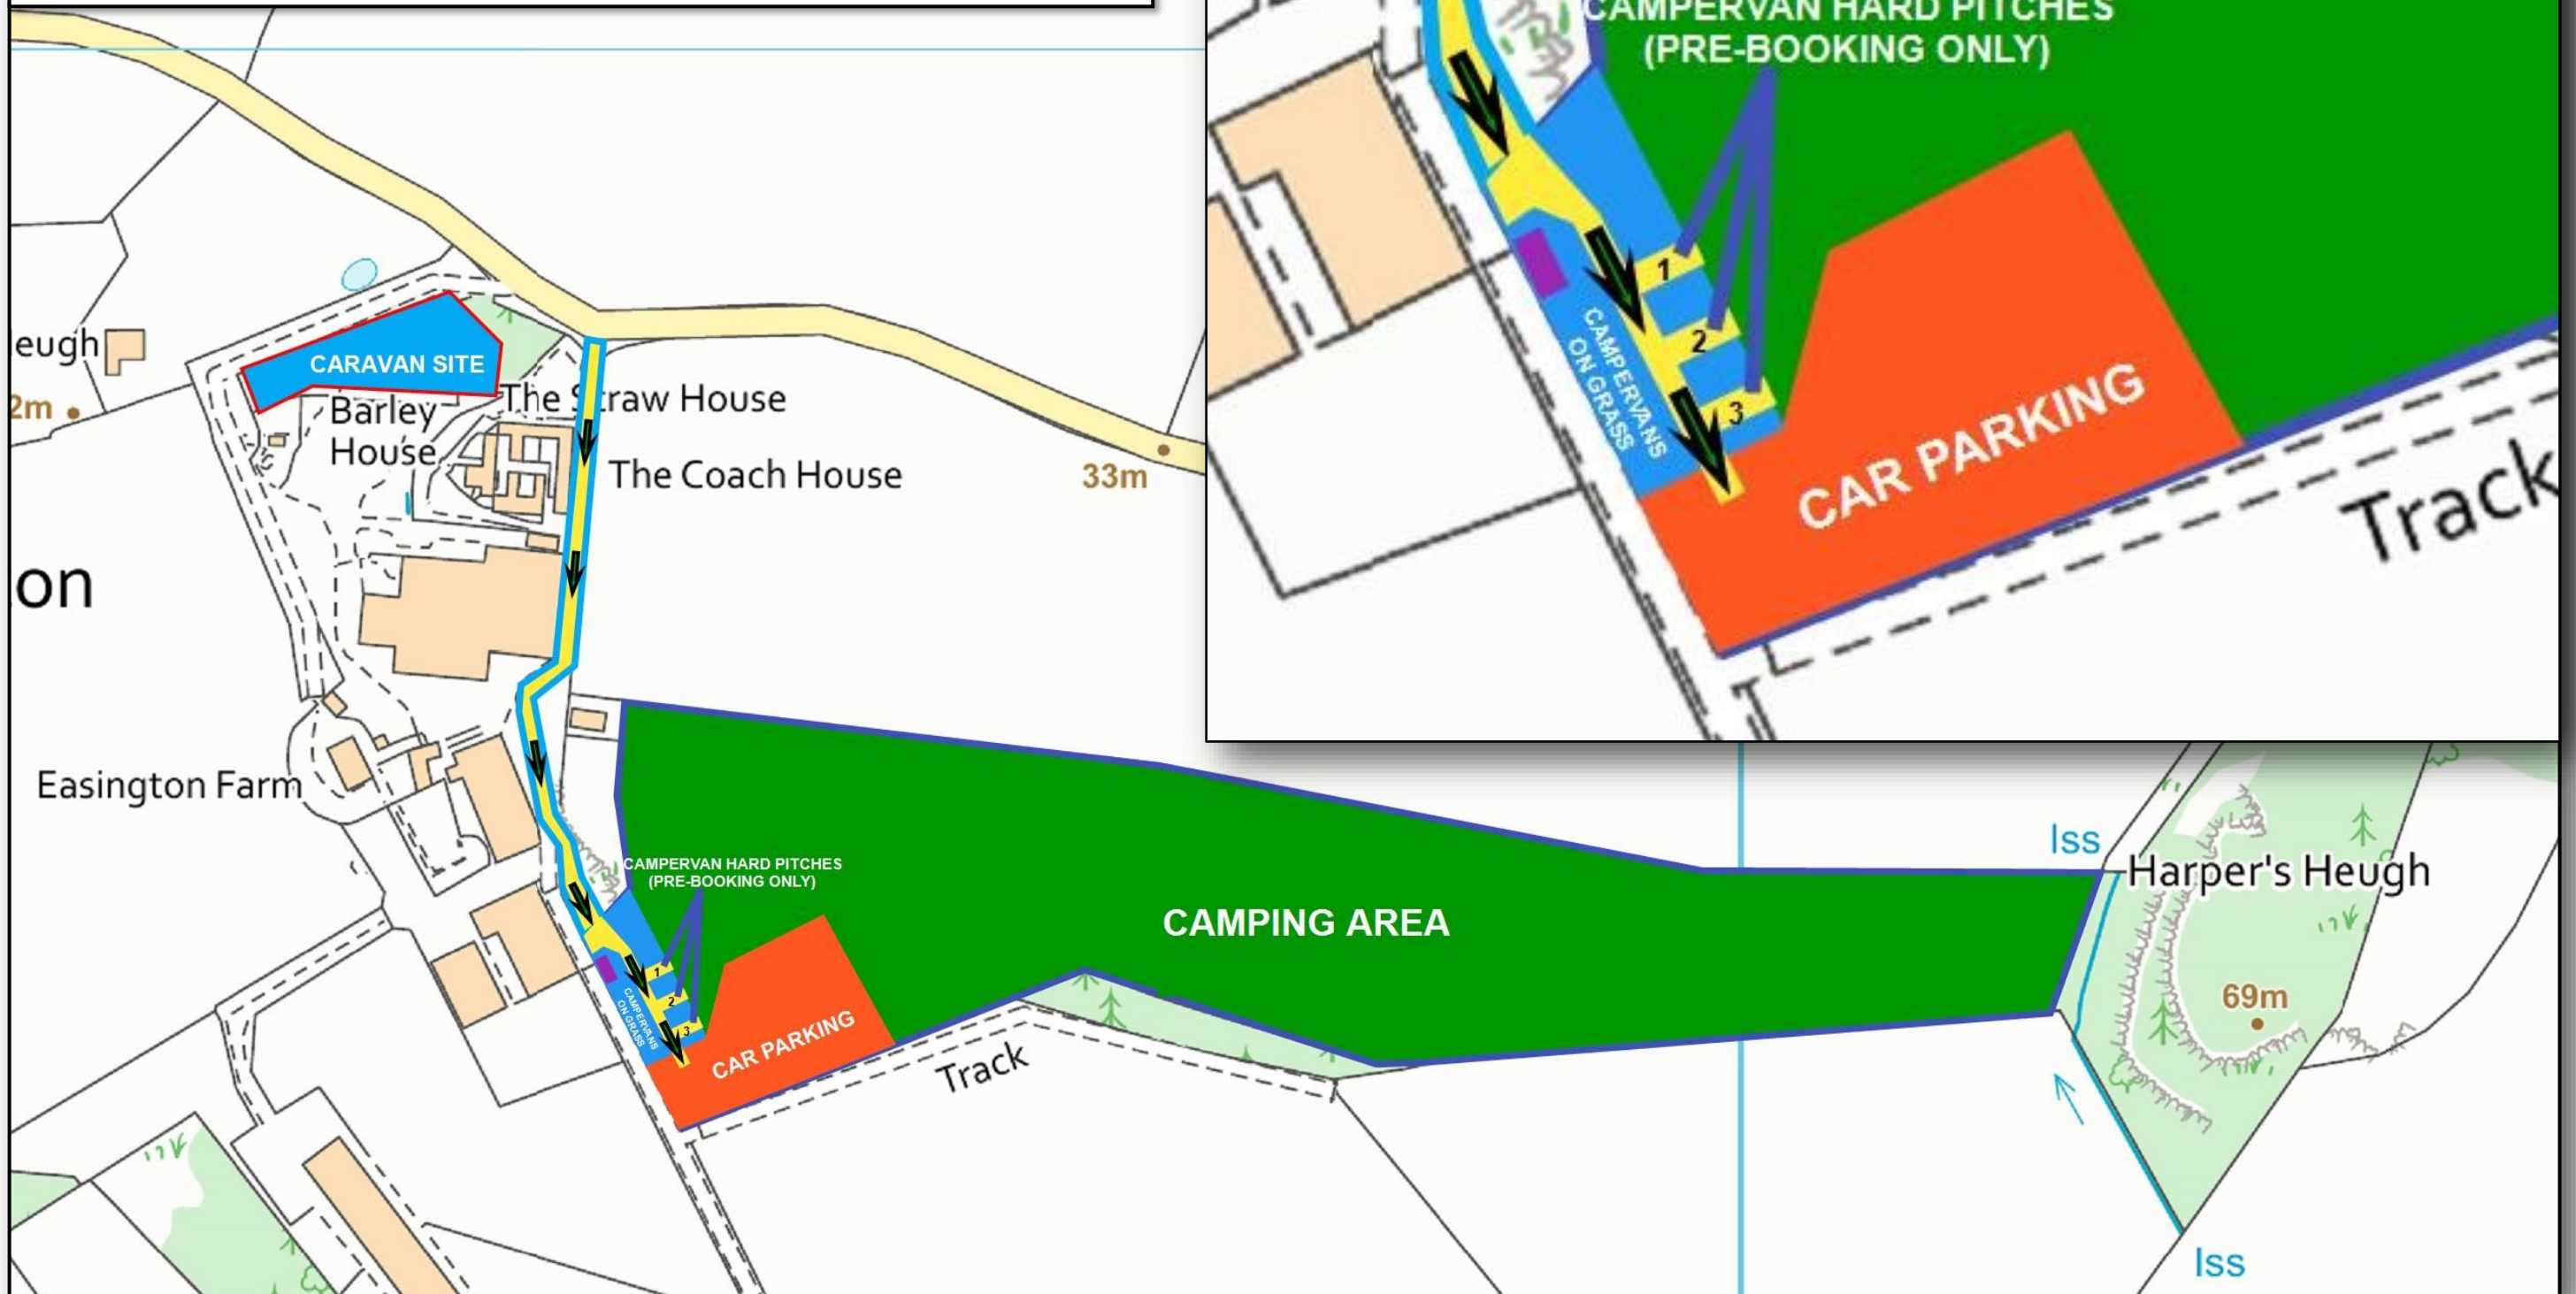 CAMPERVAN HARD PITCHES
(PRE-BOOKING ONLY)
1
2
3
CAMPERVANS
ON GRASS
CAR PARKING
Track
CARAVAN SITE
eugh
2m
Barley
House
The Straw House
The Coach House
33m
on
Easington Farm
CAMPERVAN HARD PITCHES
(PRE-BOOKING ONLY)
1
2
3
CAMPERVANS
ON GRASS
CAR PARKING
CAMPING AREA
Track
Iss
Harper's Heugh
69m
Iss